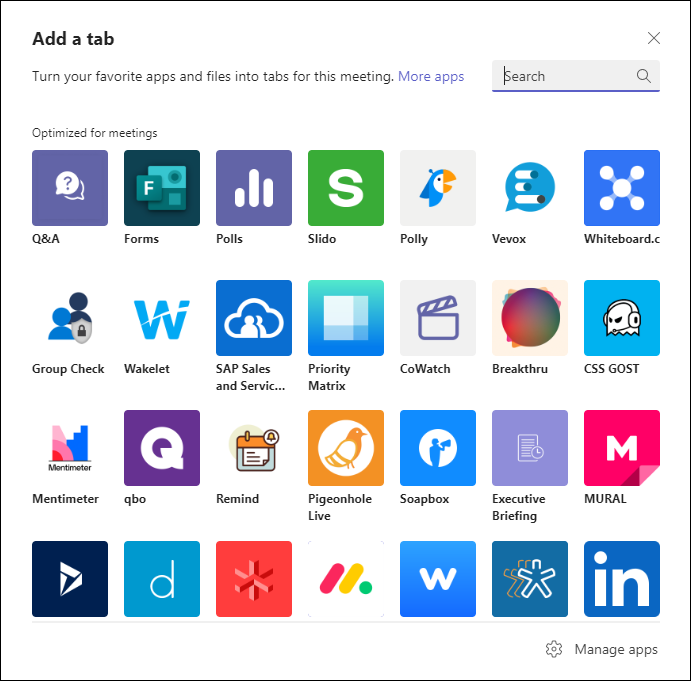 Add a tab
Turn your favorite apps and files into tabs for this meeting. More apps
Search
Optimized for meetings
?
F
S
Q&A
Forms
Polls
Slido
Polly
Vevox
Whiteboard.c
W
Group Check
Wakelet
SAP Sales
and Servic...
Priority
Matrix
CoWatch
Breakthru
CSS GOST
Mentimeter
Q
M
Mentimeter
qbo
Remind
Pigeonhole
Live
Soapbox
Executive
Briefing
MURAL
d
w
n
in
Manage apps